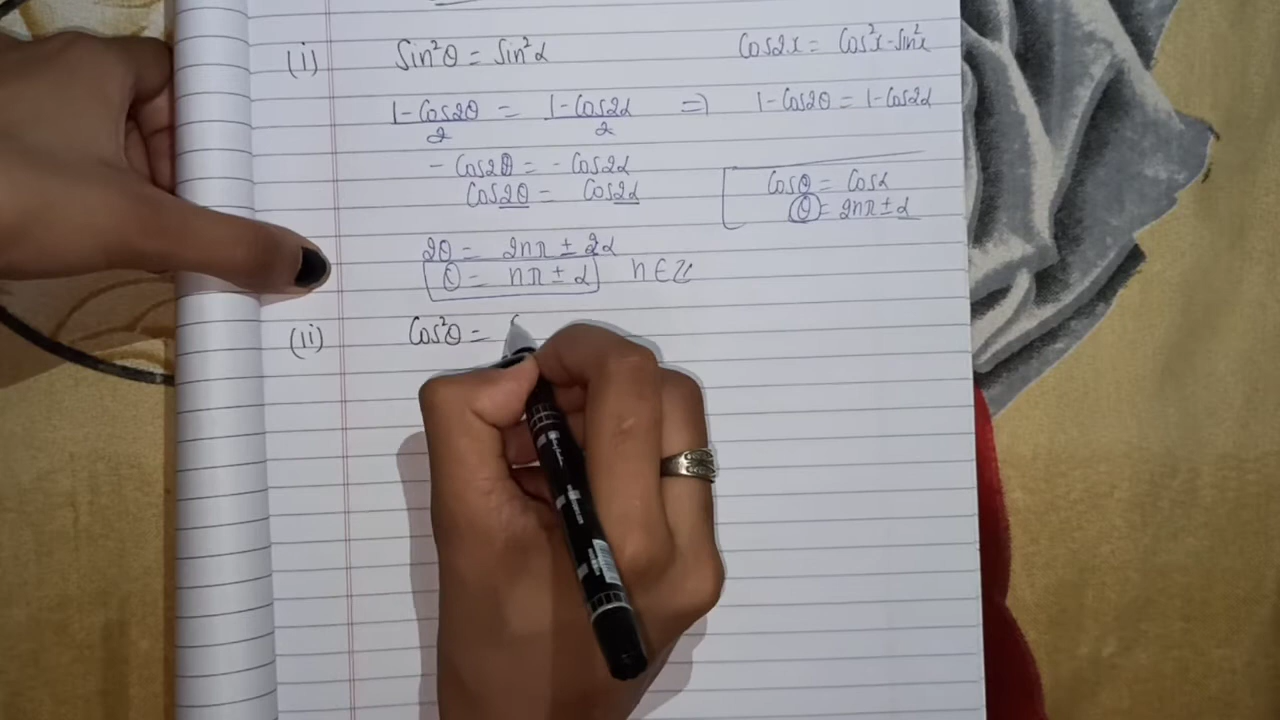 (i) Sin²θ = Sin²α
Cos2x = Cos²x-Sin²x
1-Cos2θ/2 = 1-Cos2α/2 ⇒ 1-Cos2θ = 1-Cos2α
- Cos2θ = - Cos2α
Cos2θ = Cos2α
Cosθ = Cosα
θ = 2nπ ± α
2θ = 2nπ ± 2α
θ = nπ ± α n ∈ Z
(ii) Cos²θ =